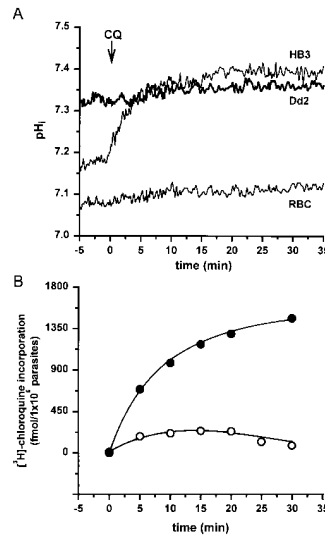 A
CQ
7.5
7.4
7.3
7.2
7.1
7.0
pHi
HB3
Dd2
RBC
-5 0 5 10 15 20 25 30 35
time (min)
B
1800
1350
900
450
0
[3H]-chloroquine incorporation
(fmol/1x10^6 parasites)
-5 0 5 10 15 20 25 30 35
time (min)